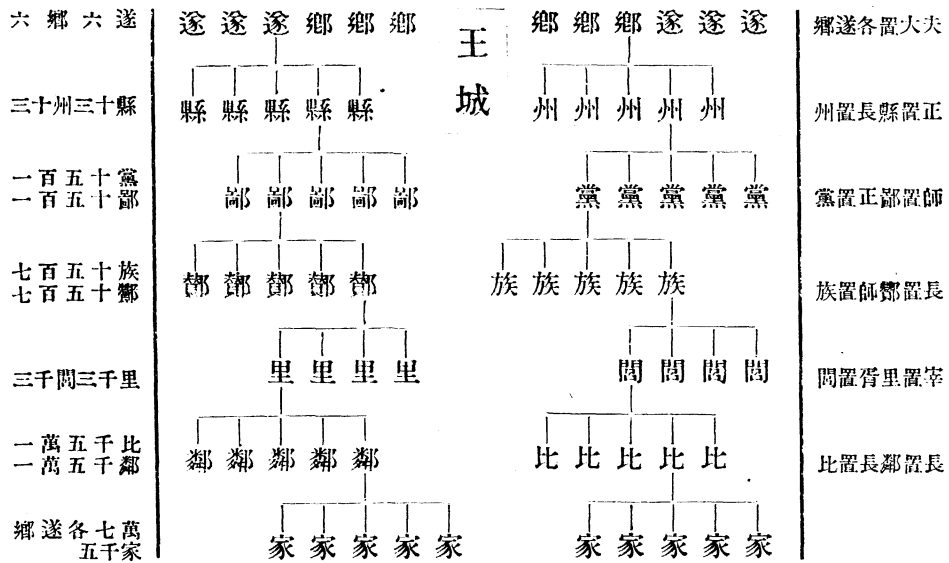 六鄉六遂
遂遂遂鄉鄉鄉
王城
鄉鄉鄉遂遂遂
鄉遂各置大夫
三十州三十縣
縣縣縣縣縣
州州州州州
州置長縣置正
一百五十黨
一百五十鄙
鄙鄙鄙鄙鄙
黨黨黨黨黨
黨置正鄙置師
七百五十族
七百五十酇
酇酇酇酇酇
族族族族族
族置師酇置長
三千閭三千里
里里里里
閭閭閭閭
閭置胥里置宰
一萬五千比
一萬五千鄰
鄰鄰鄰鄰鄰
比比比比比
比置長鄰置長
鄉遂各七萬
五千家
家家家家家
家家家家家